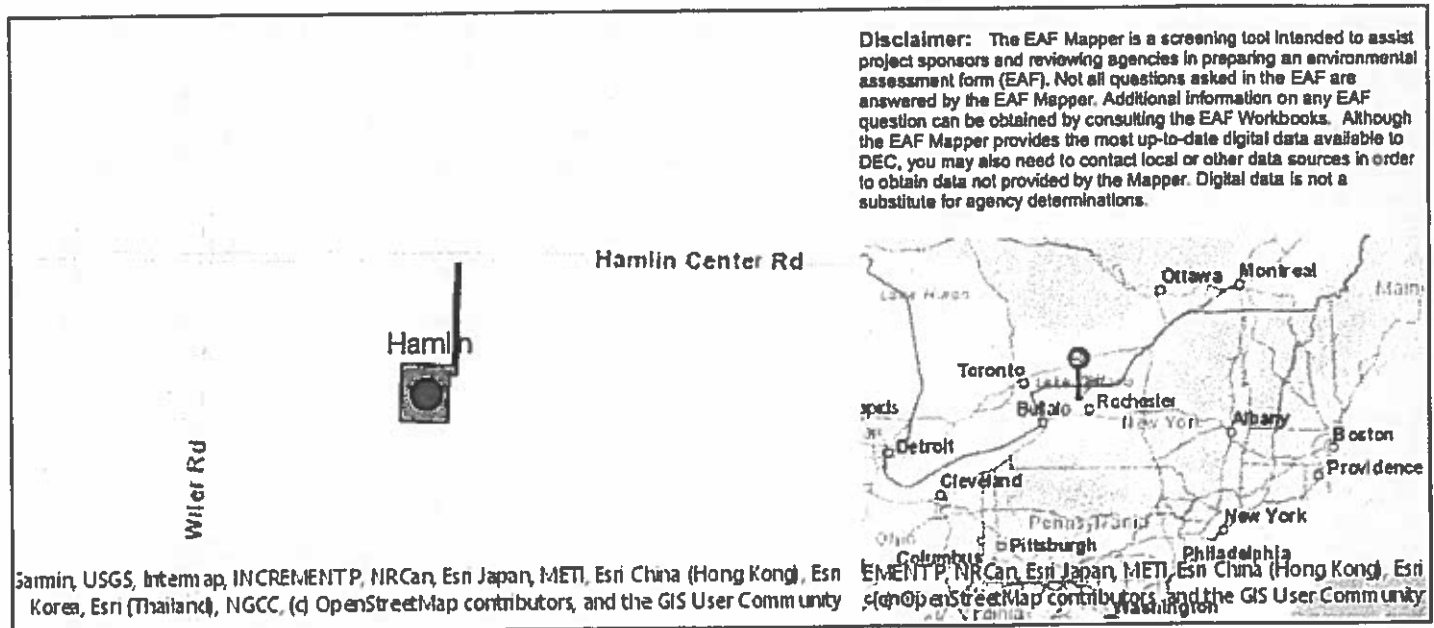 Disclaimer: The EAF Mapper is a screening tool intended to assist
project sponsors and reviewing agencies in preparing an environmental
assessment form (EAF). Not all questions asked in the EAF are
answered by the EAF Mapper. Additional information on any EAF
question can be obtained by consulting the EAF Workbooks. Although
the EAF Mapper provides the most up-to-date digital data available to
DEC, you may also need to contact local or other data sources in order
to obtain data not provided by the Mapper. Digital data is not a
substitute for agency determinations.
Hamlin Center Rd
Hamlin
Wiler Rd
Garmin, USGS, Intermap, INCREMENT P, NRCan, Esri Japan, METI, Esri China (Hong Kong), Esri
Korea, Esri (Thailand), NGCC, (c) OpenStreetMap contributors, and the GIS User Community
Ottawa
Montreal
Lake Huron
Toronto
Rochester
Buffalo
New York
Albany
Boston
Detroit
Providence
Cleveland
Pennsylvania
New York
Ohio
Pittsburgh
Columbus
Philadelphia
EMENT P, NRCan, Esri Japan, METI, Esri China (Hong Kong), Esri
OpenStreetMap contributors, and the GIS User Community
Washington